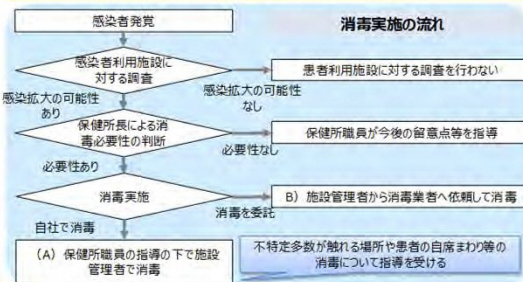 感染者発覚
消毒実施の流れ
感染者利用施設に
対する調査
患者利用施設に対する調査を行わない
感染拡大の可能性
あり
感染拡大の可能性
なし
保健所長による消
毒必要性の判断
保健所職員が今後の留意点等を指導
必要性あり
必要性なし
消毒実施
B）施設管理者から消毒業者へ依頼して消毒
自社で消毒
消毒を委託
（A）保健所職員の指導の下で施設
管理者で消毒
不特定多数が触れる場所や患者の自席まわり等の
消毒について指導を受ける